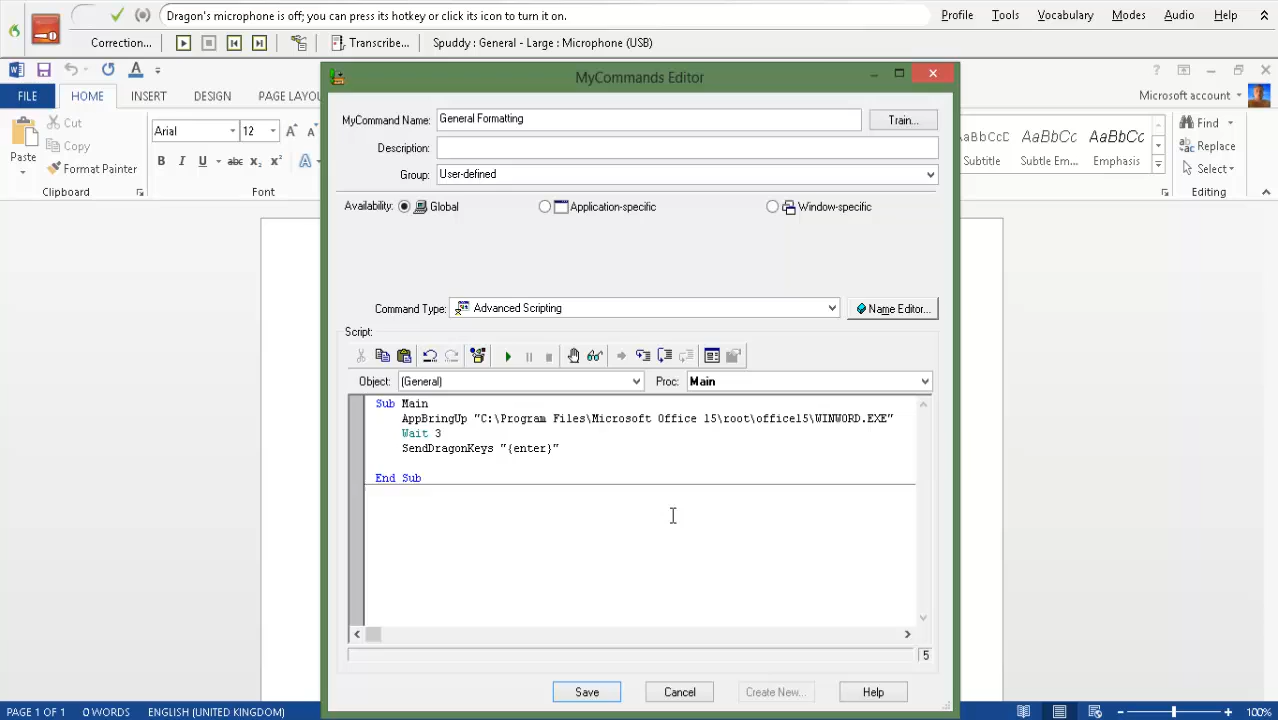 Dragon's microphone is off; you can press its hotkey or click its icon to turn it on.
Profile Tools Vocabulary Modes Audio Help
Correction... Transcribe... Spuddy : General - Large : Microphone (USB)
MyCommands Editor
FILE HOME INSERT DESIGN PAGE LAYOU
Microsoft account
MyCommand Name: General Formatting Train...
Description:
Group: User-defined
Availability: Global Application-specific Window-specific
Paste Cut
Copy
Format Painter
Clipboard
Arial 12
B I U abc x2 x2 A
Font
AaBbCcD AaBbCc AaBbCc
Subtitle Subtle Em... Emphasis
Find
Replace
Select
Editing
Command Type: Advanced Scripting Name Editor...
Script:
Object: (General) Proc: Main
Sub Main
AppBringUp "C:\Program Files\Microsoft Office 15\root\office15\WINWORD.EXE"
Wait 3
SendDragonKeys "{enter}"
End Sub
5
Save Cancel Create New... Help
PAGE 1 OF 1 0 WORDS ENGLISH (UNITED KINGDOM) 100%